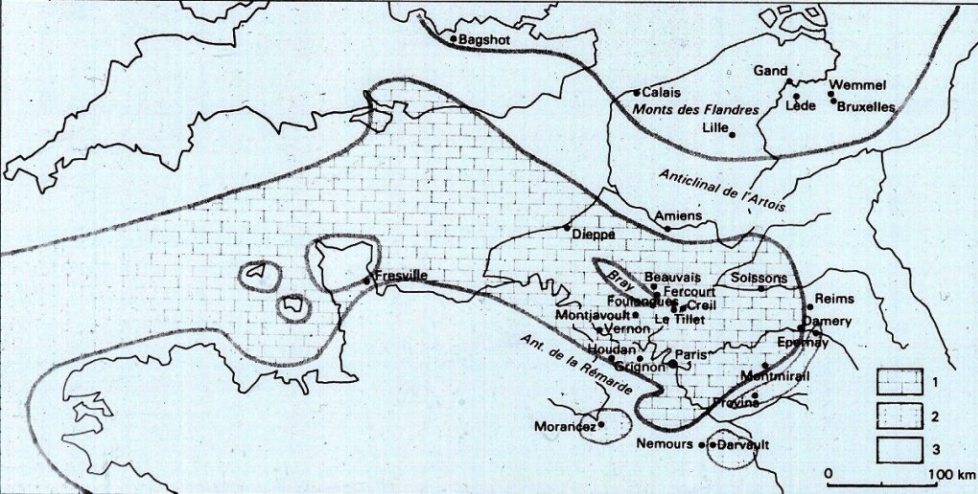 Bagshot
Gand
Wemmel
Calais
Lède
Bruxelles
Monts des Flandres
Lille
Anticlinal de l'Artois
Amiens
Dieppe
Fresville
Bray
Beauvais
Soissons
Fercourt
Foulangues
Creil
Reims
Montjavoult
Le Tillet
Damery
Vernon
Epernay
Houdan
Paris
Grignon
Ant. de la Rémarde
Montmirail
Provins
Morancez
Nemours
Darvault
1
2
3
0
100 km